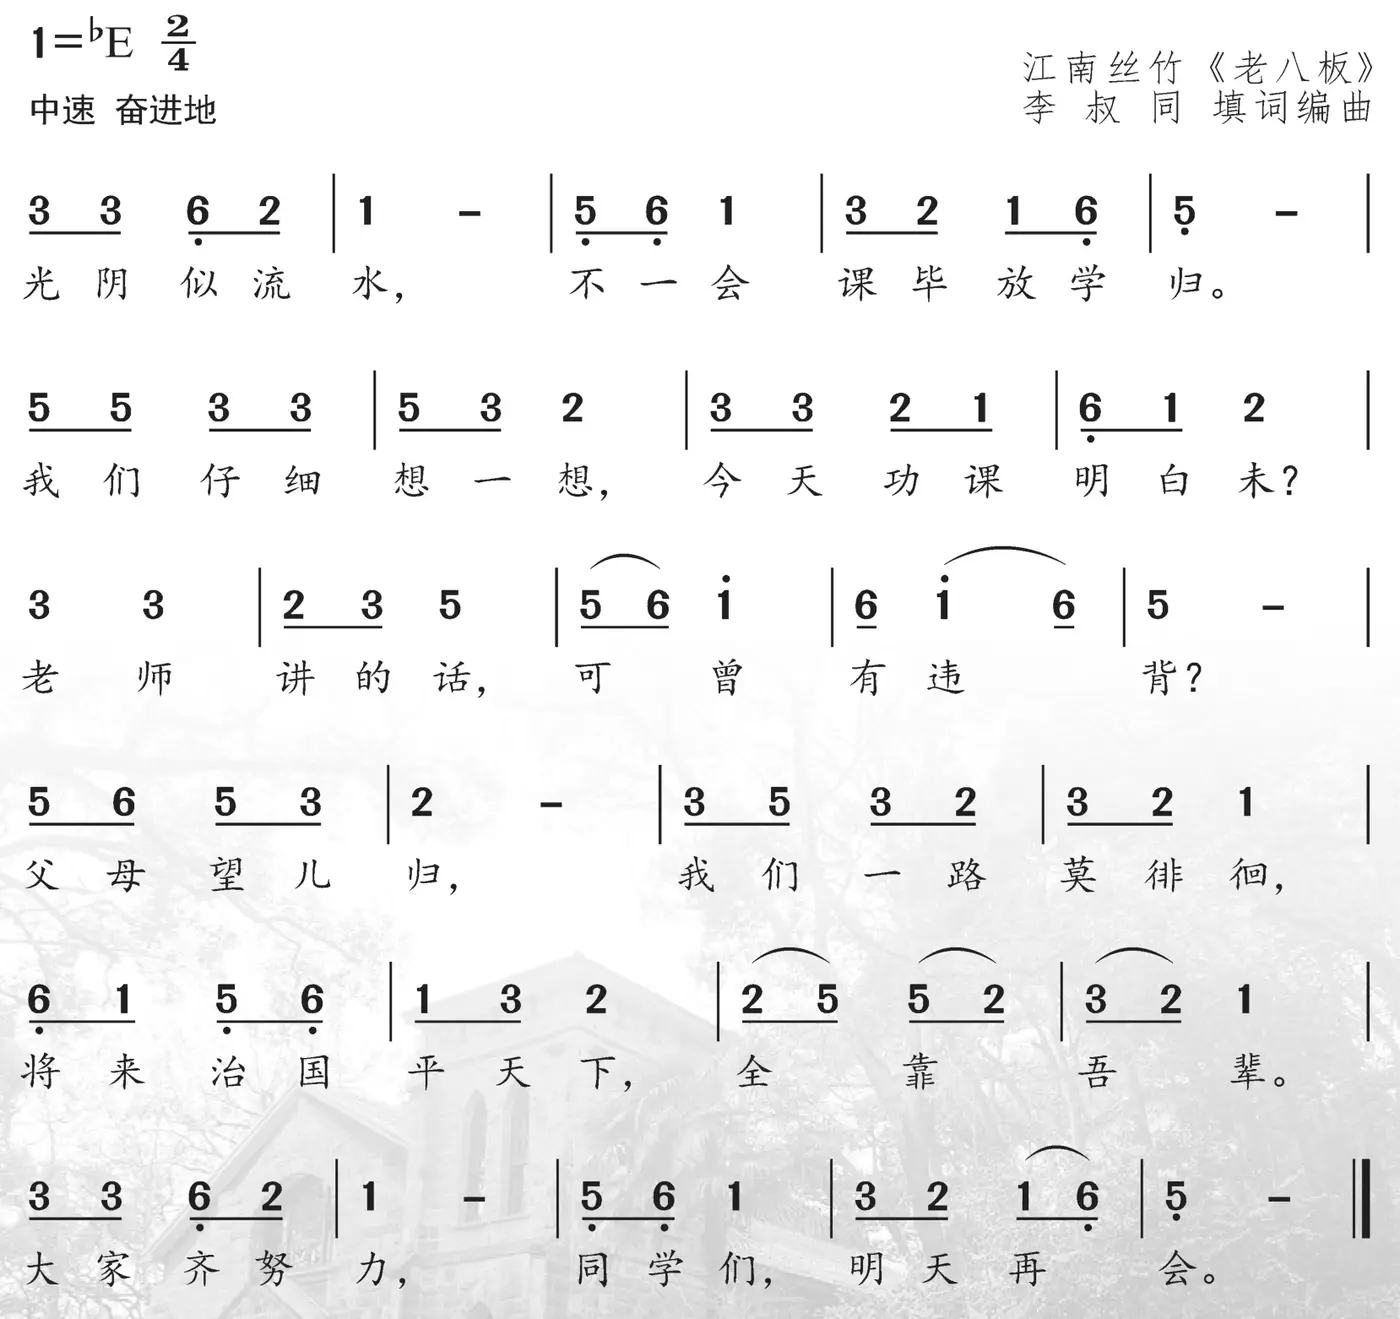 1=♭E 2/4
江南丝竹《老八板》
中速 奋进地
李叔同 填词编曲
3 3 6̣ 2 | 1 – | 5̣ 6̣ 1 | 3 2 1 6̣ | 5̣ – |
光阴似流水，不一会课毕放学归。
5 5 3 3 | 5 3 2 | 3 3 2 1 | 6̣ 1 2 |
我们仔细想一想，今天功课明白未？
3 3 | 2 3 5 | 5 6 1̇ | 6 1̇ 6 | 5 – |
老师讲的话，可曾有违背？
5 6 5 3 | 2 – | 3 5 3 2 | 3 2 1 |
父母望儿归，我们一路莫徘徊，
6̣ 1 5̣ 6̣ | 1 3 2 | 2 5 5 2 | 3 2 1 |
将来治国平天下，全靠吾辈。
3 3 6̣ 2 | 1 – | 5̣ 6̣ 1 | 3 2 1 6̣ | 5̣ – ‖
大家齐努力，同学们，明天再会。